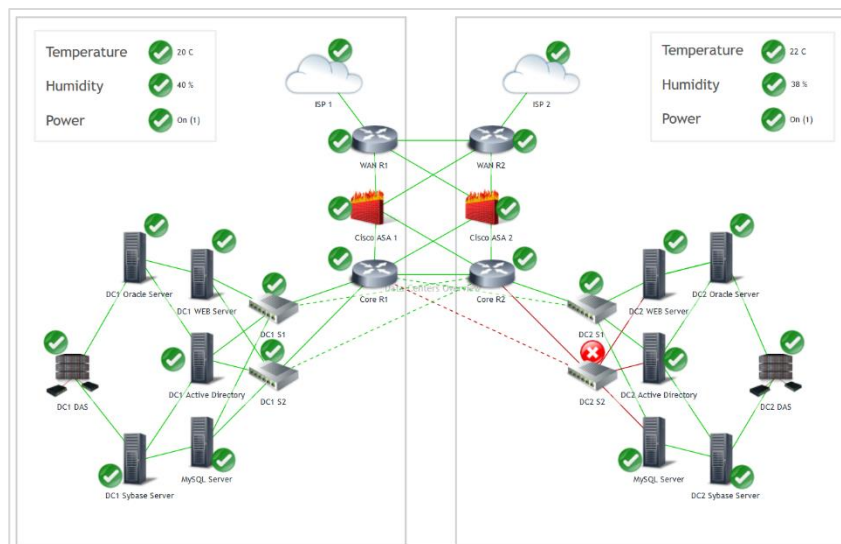 Temperature
20 C
Humidity
40 %
Power
On (1)
ISP 1
WAN R1
Cisco ASA 1
Core R1
DC1 Oracle Server
DC1 WEB Server
DC1 S1
DC1 DAS
DC1 Active Directory
DC1 S2
DC1 Sybase Server
MySQL Server
Temperature
22 C
Humidity
38 %
Power
On (1)
ISP 2
WAN R2
Cisco ASA 2
Core R2
DC2 WEB Server
DC2 Oracle Server
DC2 S1
DC2 S2
DC2 Active Directory
DC2 DAS
MySQL Server
DC2 Sybase Server